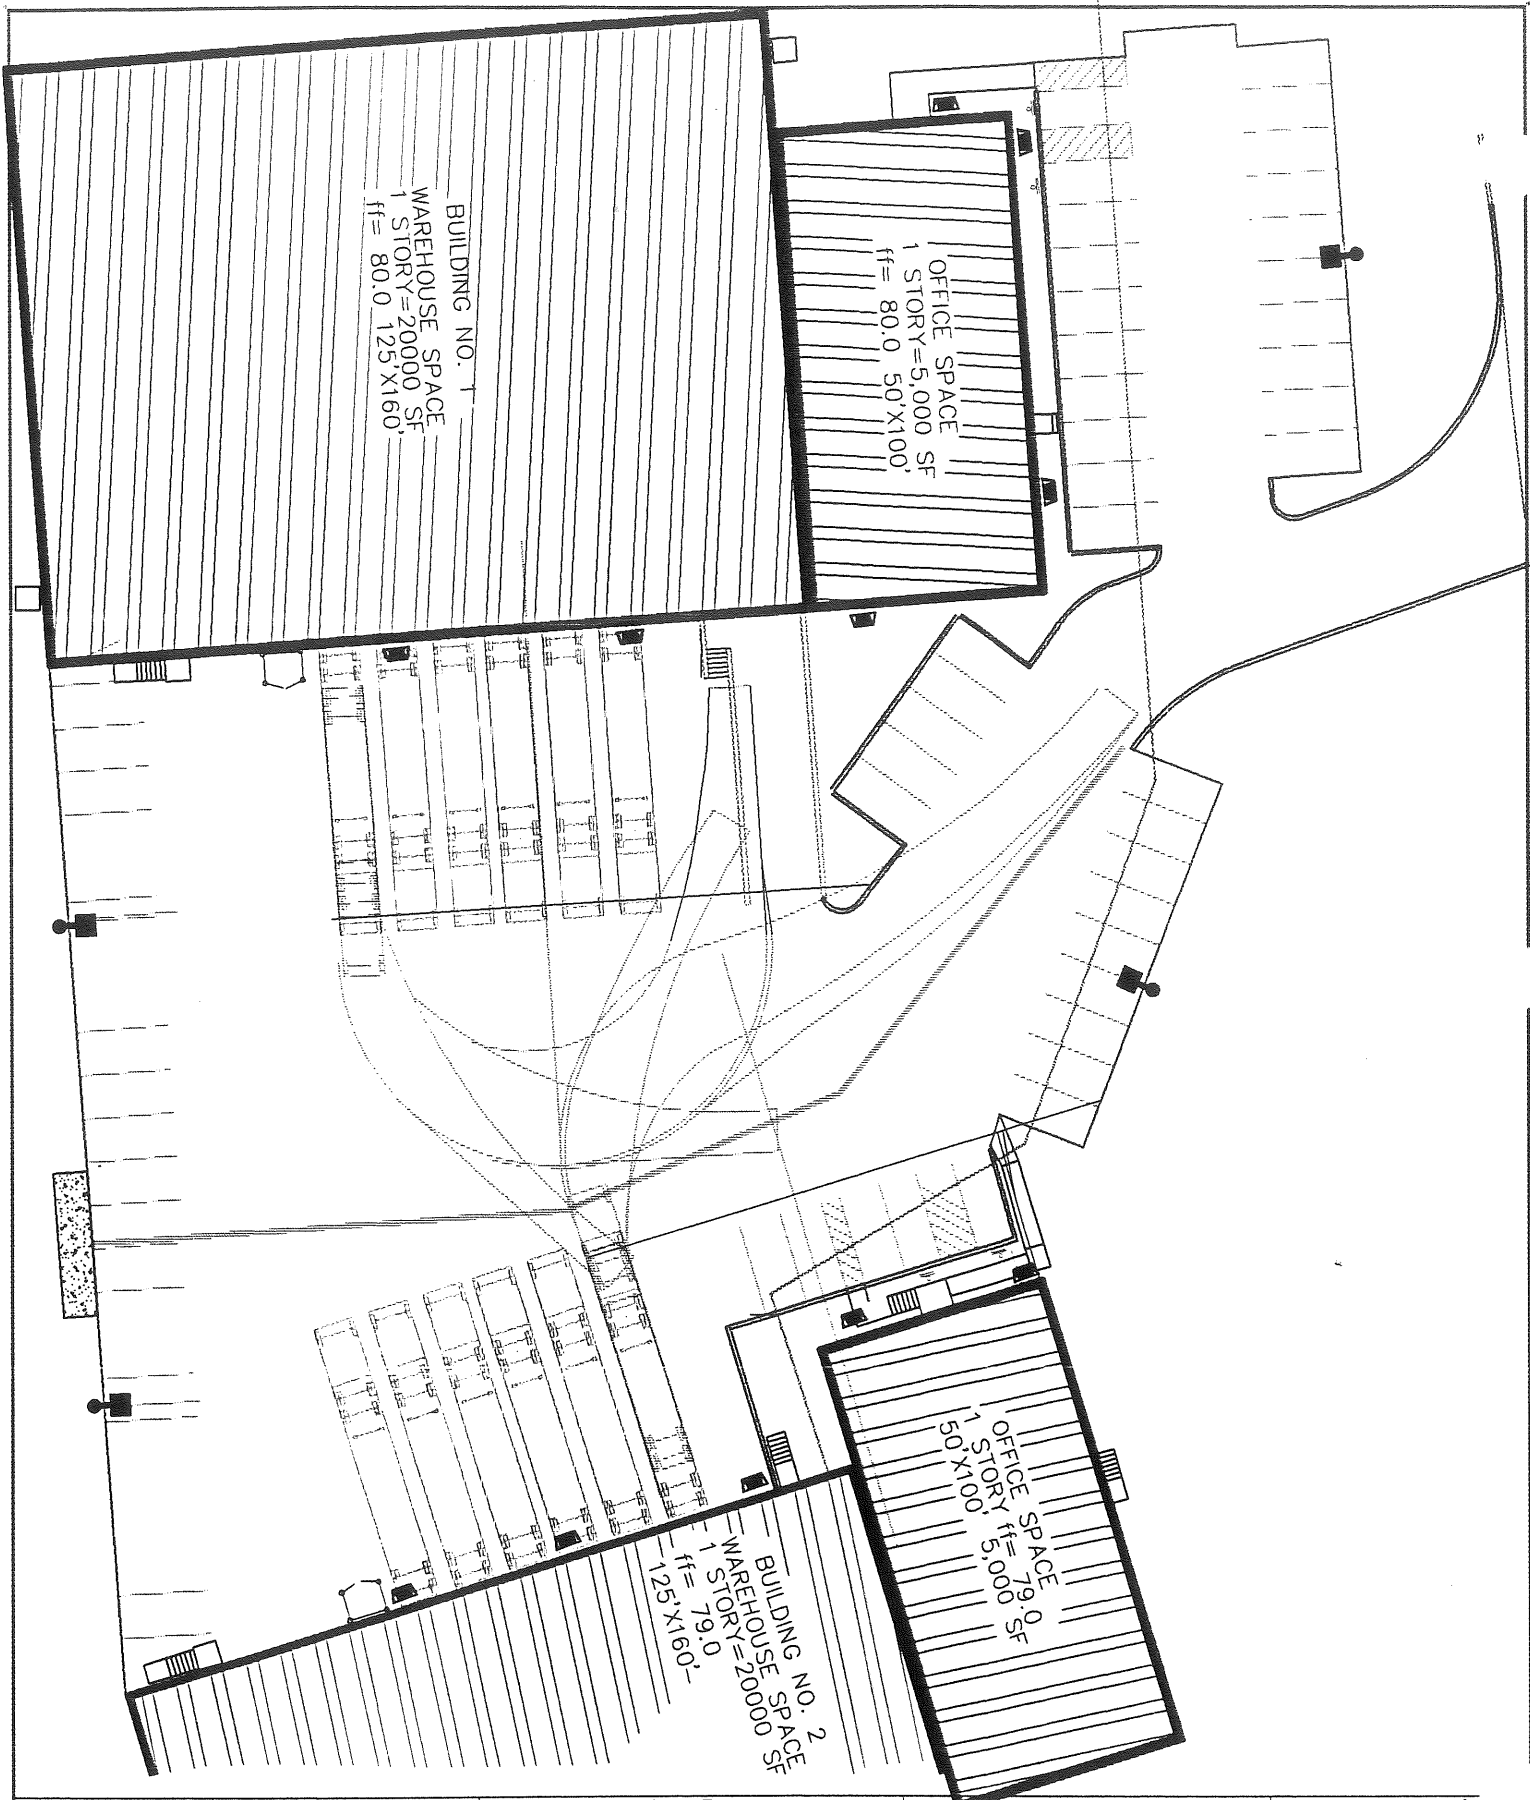 BUILDING NO. 1
WAREHOUSE SPACE
1 STORY=20000 SF
ff= 80.0 125'X160'
OFFICE SPACE
1 STORY=5,000 SF
ff= 80.0 50'X100'
OFFICE SPACE
1 STORY ff= 79.0
50'X100' 5,000 SF
BUILDING NO. 2
WAREHOUSE SPACE
1 STORY=20000 SF
ff= 79.0
125'X160'